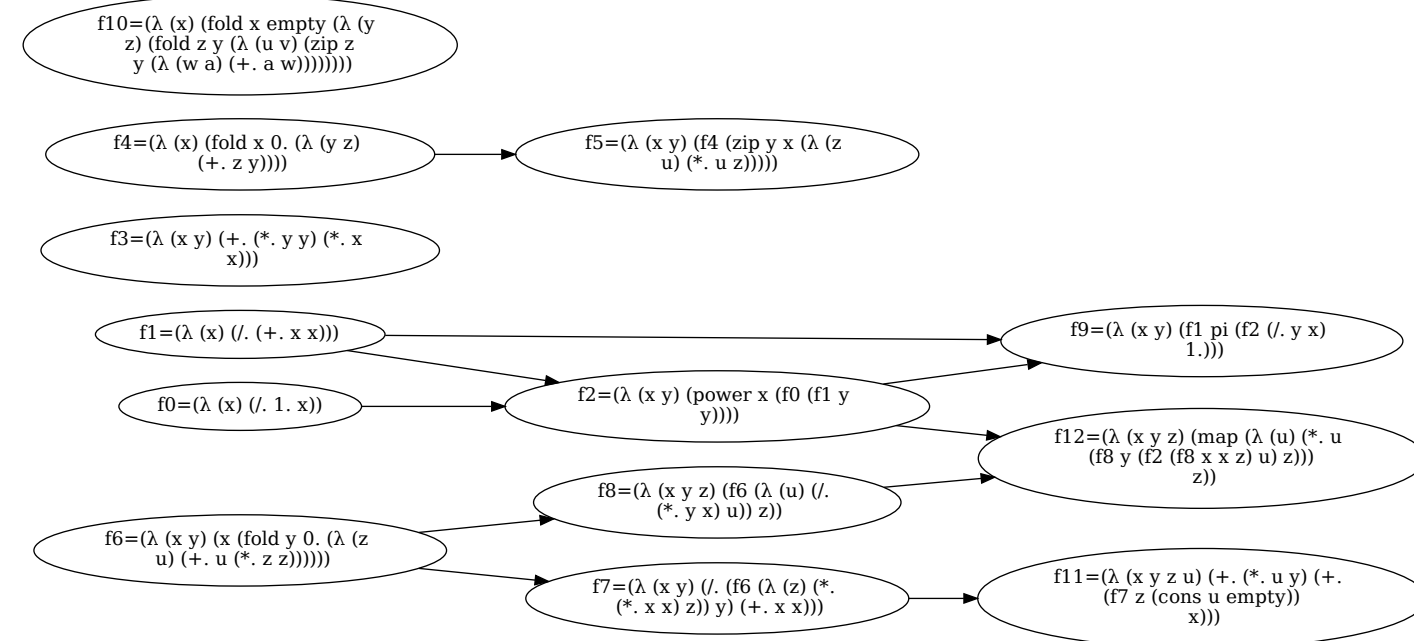 f10=(λ (x) (fold x empty (λ (y
z) (fold z y (λ (u v) (zip z
y (λ (w a) (+. a w))))))))
f4=(λ (x) (fold x 0. (λ (y z)
(+. z y))))
f5=(λ (x y) (f4 (zip y x (λ (z
u) (*. u z)))))
f3=(λ (x y) (+. (*. y y) (*. x
x)))
f1=(λ (x) (/. (+. x x)))
f9=(λ (x y) (f1 pi (f2 (/. y x)
1.)))
f0=(λ (x) (/. 1. x))
f2=(λ (x y) (power x (f0 (f1 y
y))))
f12=(λ (x y z) (map (λ (u) (*. u
(f8 y (f2 (f8 x x z) u) z)))
z))
f8=(λ (x y z) (f6 (λ (u) (/.
(*. y x) u)) z))
f6=(λ (x y) (x (fold y 0. (λ (z
u) (+. u (*. z z))))))
f7=(λ (x y) (/. (f6 (λ (z) (*.
(*. x x) z)) y) (+. x x)))
f11=(λ (x y z u) (+. (*. u y) (+.
(f7 z (cons u empty))
x)))